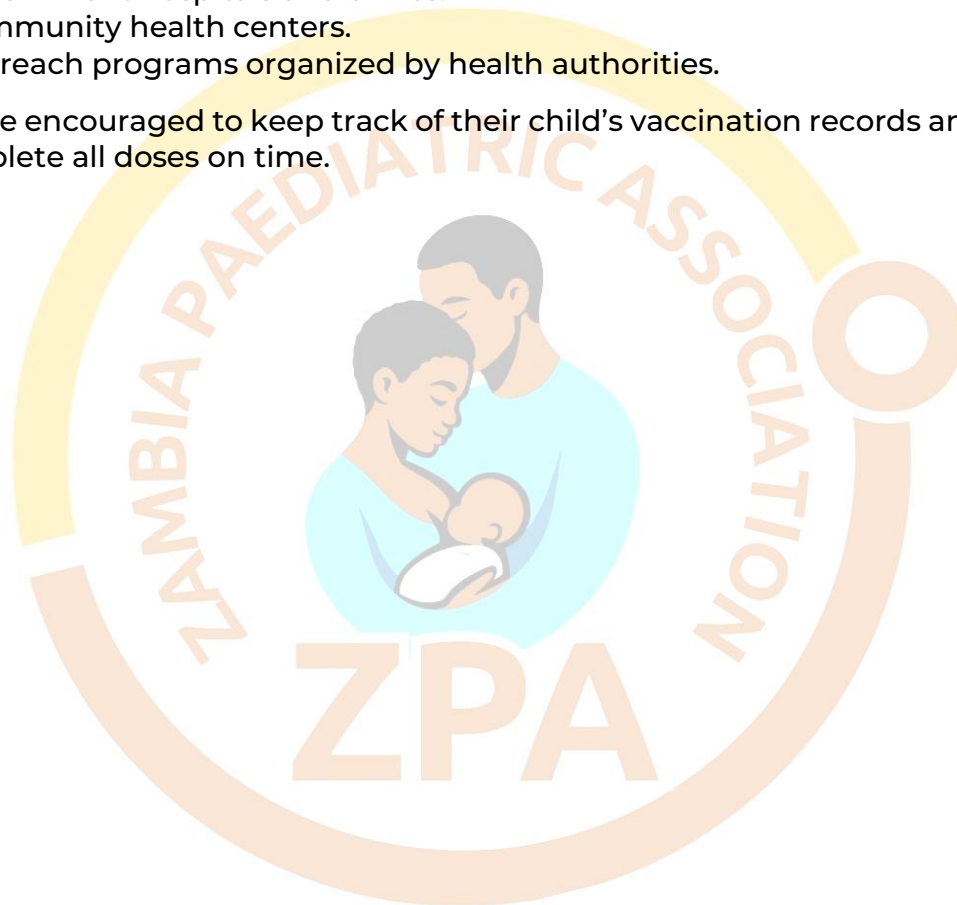 mmunity health centers.
reach programs organized by health authorities.
e encouraged to keep track of their child’s vaccination records ar
plete all doses on time.
ZAMBIA PAEDIATRIC ASSOCIATION
ZPA